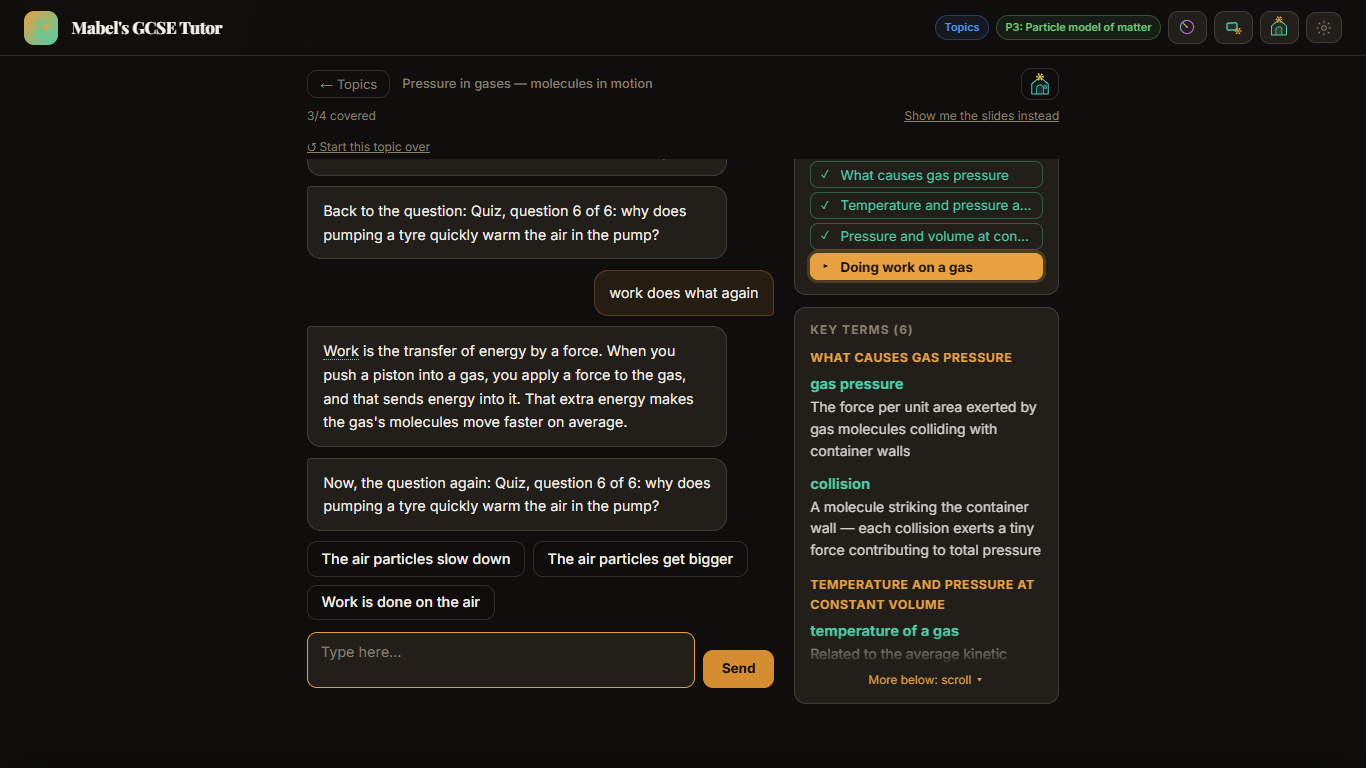 Mabel's GCSE Tutor
Topics
P3: Particle model of matter
← Topics
Pressure in gases — molecules in motion
3/4 covered
Show me the slides instead
↺ Start this topic over
Back to the question: Quiz, question 6 of 6: why does
pumping a tyre quickly warm the air in the pump?
work does what again
Work is the transfer of energy by a force. When you
push a piston into a gas, you apply a force to the gas,
and that sends energy into it. That extra energy makes
the gas's molecules move faster on average.
Now, the question again: Quiz, question 6 of 6: why does
pumping a tyre quickly warm the air in the pump?
The air particles slow down
The air particles get bigger
Work is done on the air
Type here...
Send
✓ What causes gas pressure
✓ Temperature and pressure a...
✓ Pressure and volume at con...
▸ Doing work on a gas
KEY TERMS (6)
WHAT CAUSES GAS PRESSURE
gas pressure
The force per unit area exerted by
gas molecules colliding with
container walls
collision
A molecule striking the container
wall — each collision exerts a tiny
force contributing to total pressure
TEMPERATURE AND PRESSURE AT
CONSTANT VOLUME
temperature of a gas
Related to the average kinetic
More below: scroll ▾